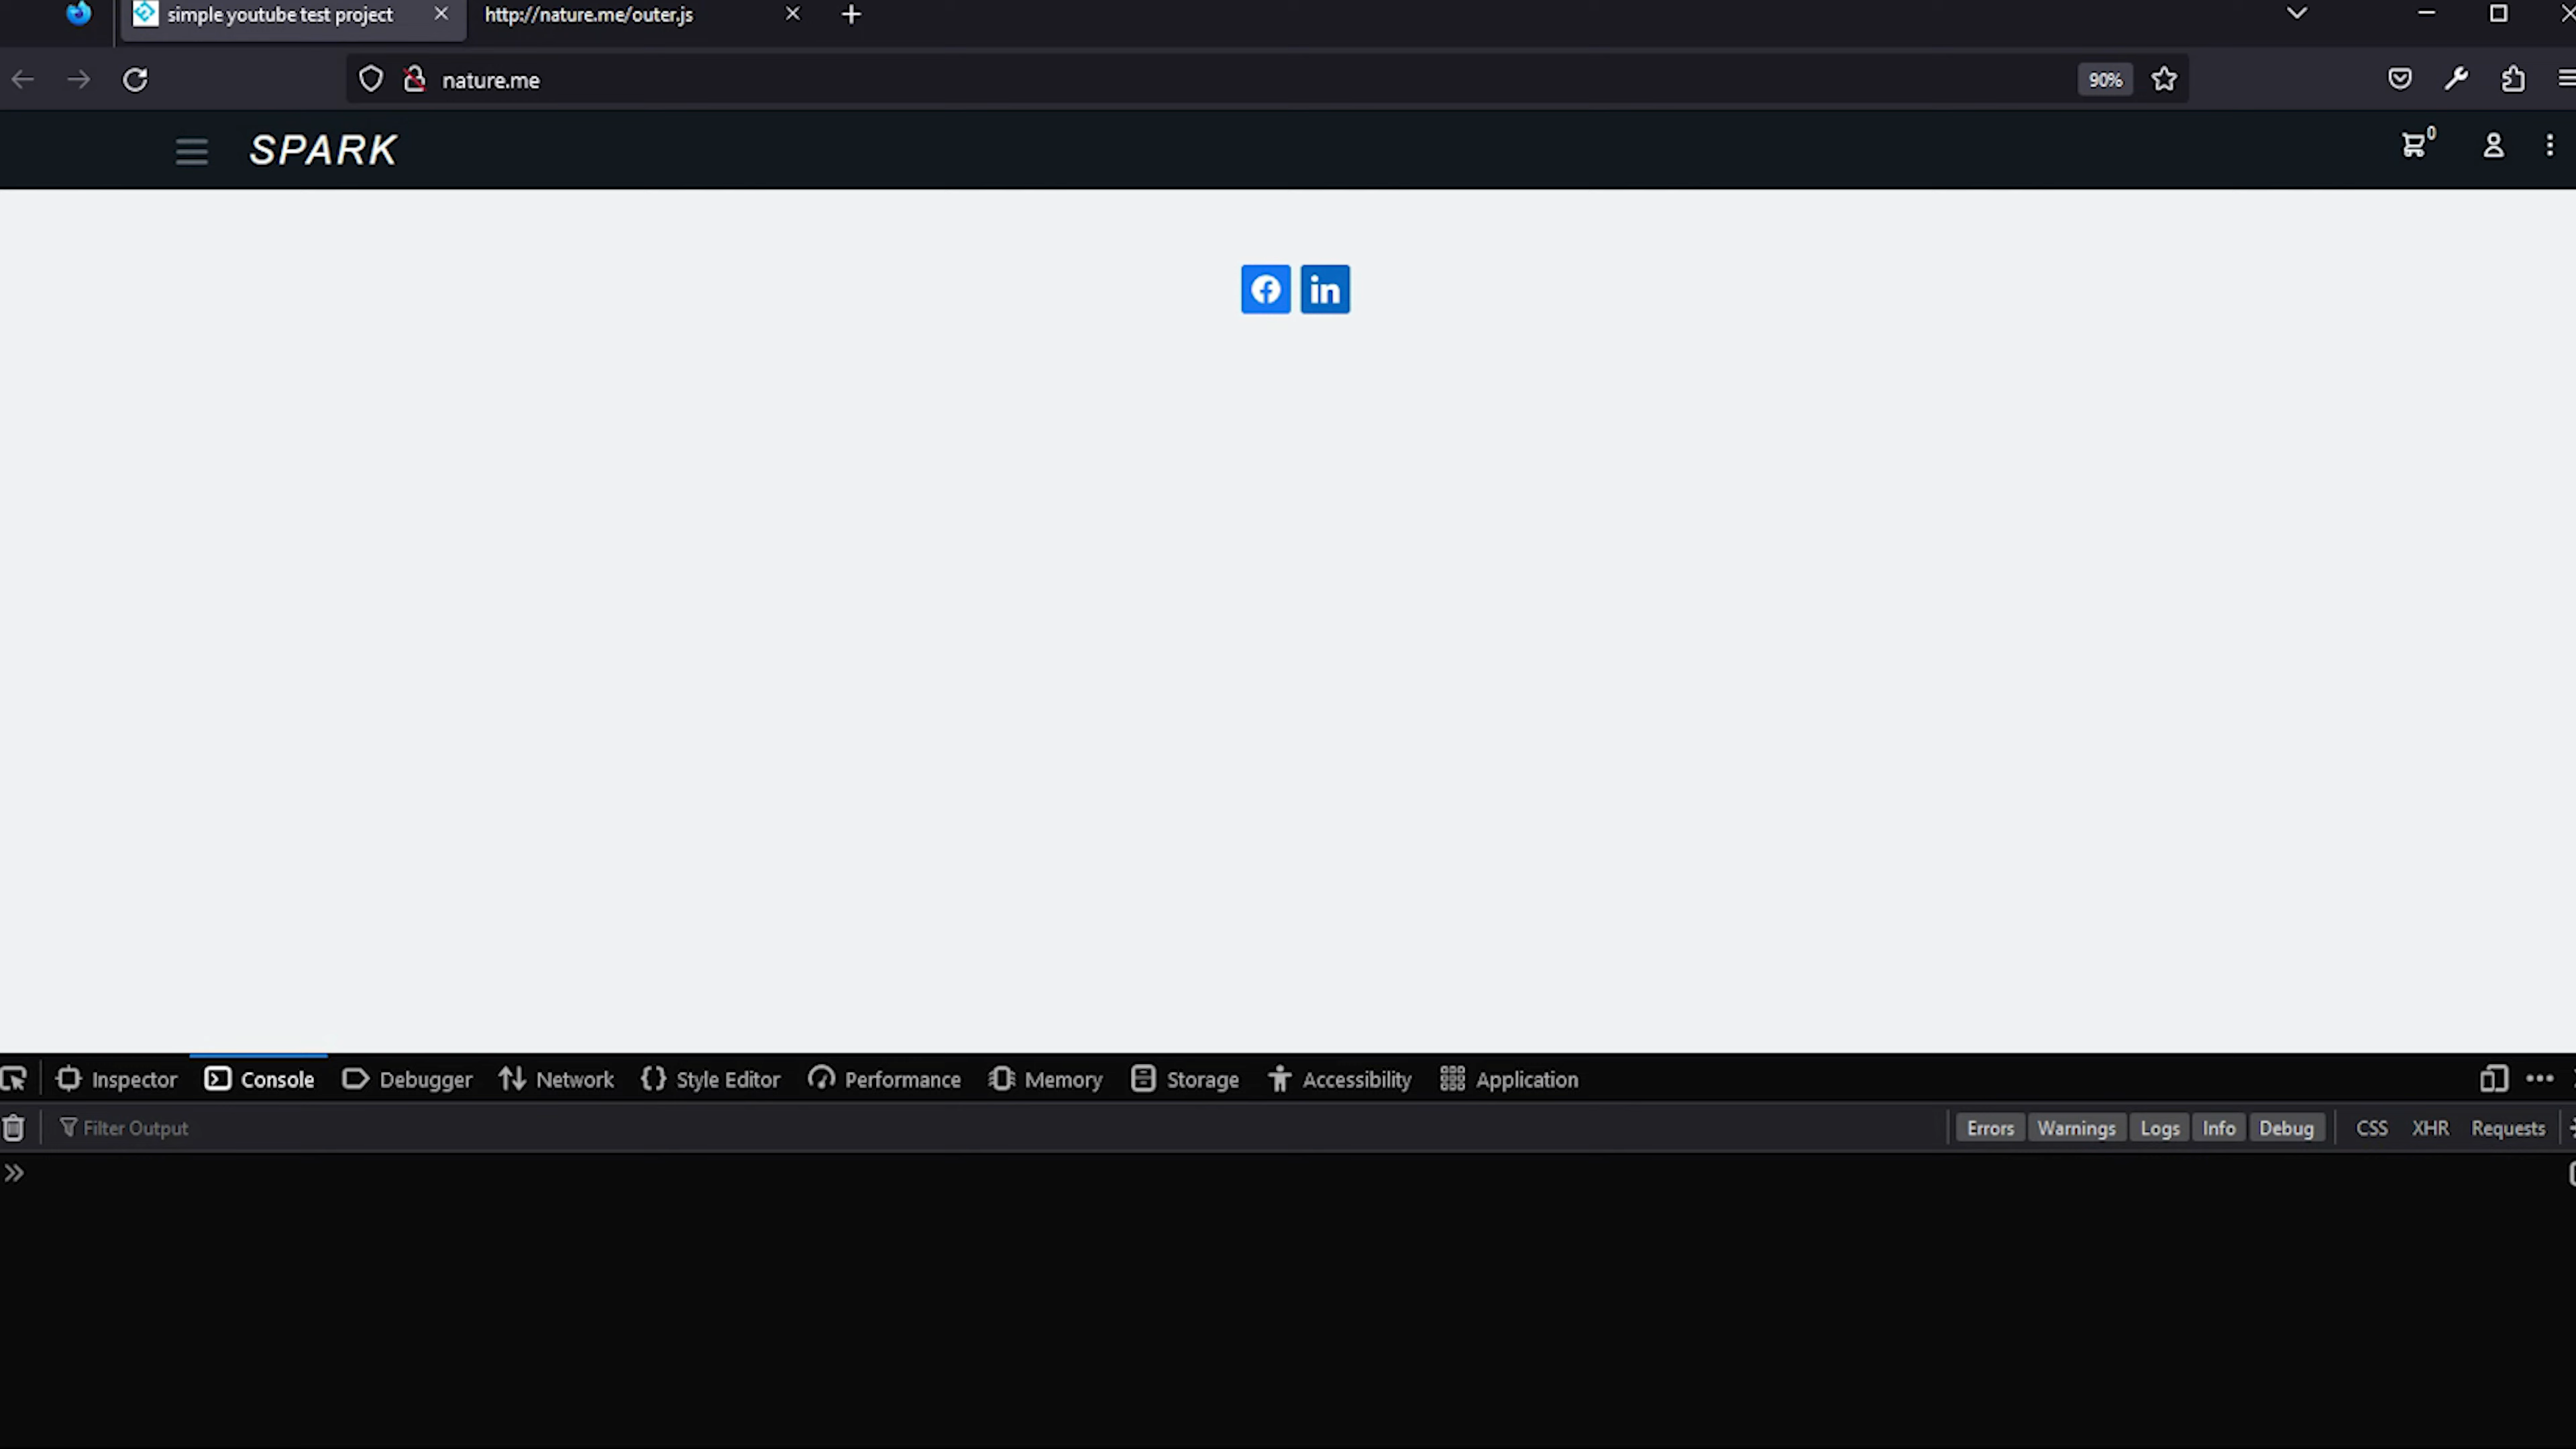 simple youtube test project
http://nature.me/outer.js
nature.me
90%
SPARK
0
in
Inspector
Console
Debugger
Network
Style Editor
Performance
Memory
Storage
Accessibility
Application
Filter Output
Errors
Warnings
Logs
Info
Debug
CSS
XHR
Requests